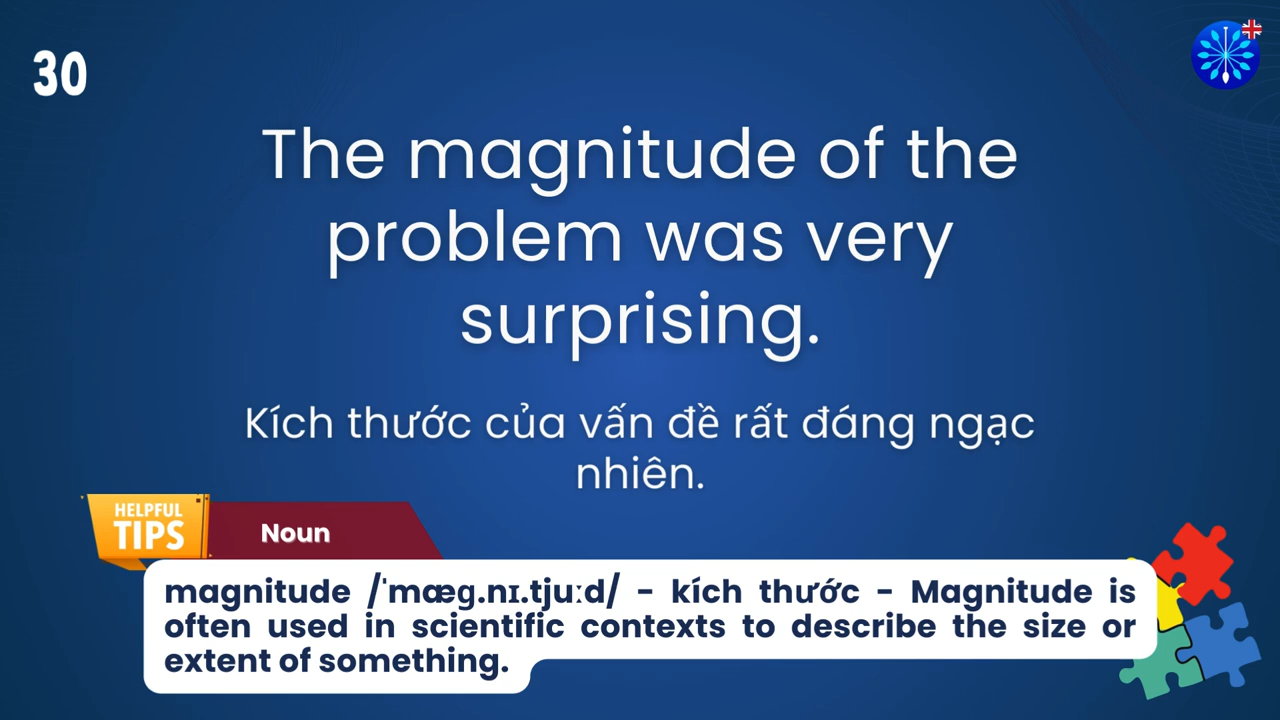 30
The magnitude of the
problem was very
surprising.
Kích thước của vấn đề rất đáng ngạc
nhiên.
HELPFUL
TIPS
Noun
magnitude /ˈmæɡ.nɪ.tjuːd/ - kích thước - Magnitude is
often used in scientific contexts to describe the size or
extent of something.